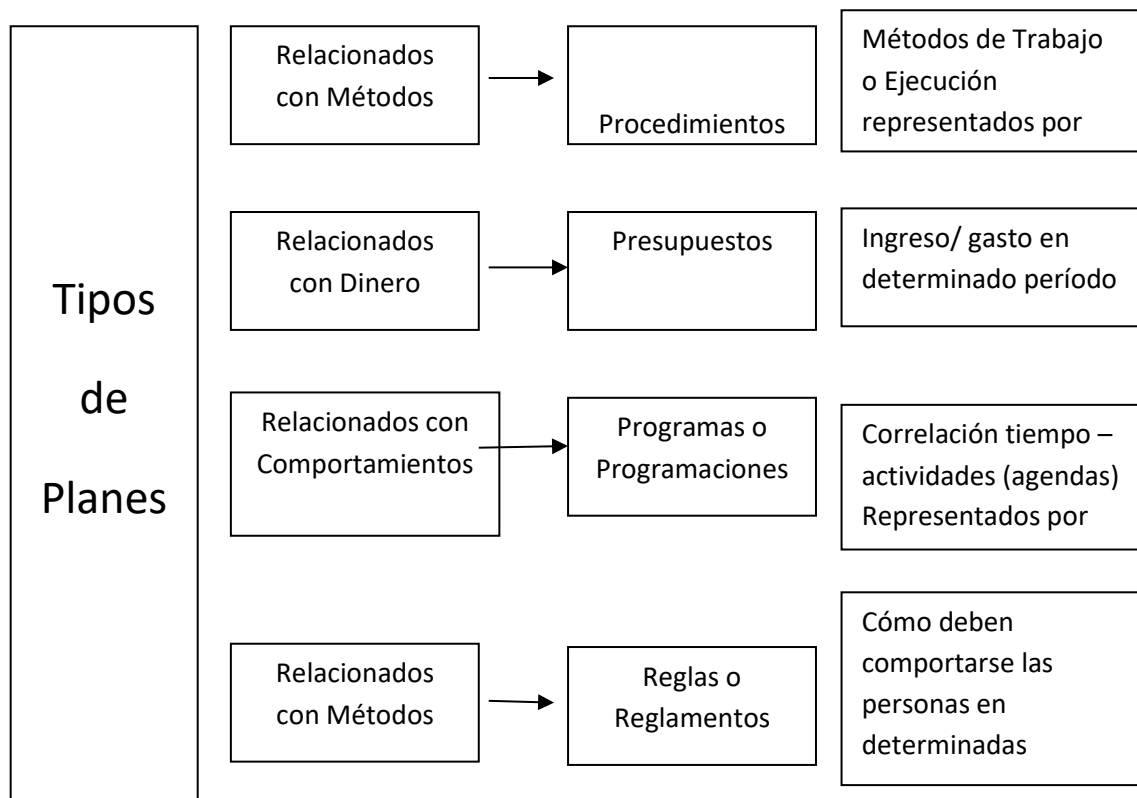 Tipos
de
Planes
Relacionados
con Métodos
Procedimientos
Métodos de Trabajo
o Ejecución
representados por
Relacionados
con Dinero
Presupuestos
Ingreso/ gasto en
determinado período
Relacionados con
Comportamientos
Programas o
Programaciones
Correlación tiempo –
actividades (agendas)
Representados por
Relacionados
con Métodos
Reglas o
Reglamentos
Cómo deben
comportarse las
personas en
determinadas